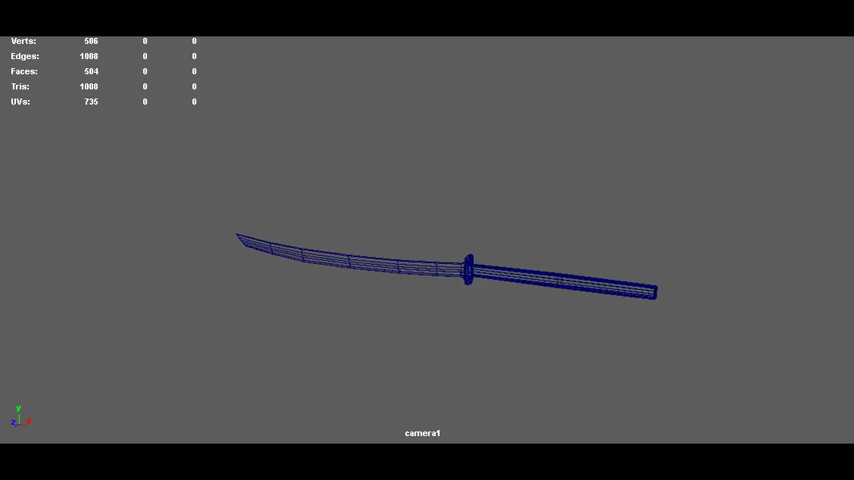 Verts: 506 0 0
Edges: 1008 0 0
Faces: 504 0 0
Tris: 1008 0 0
UVs: 735 0 0
y
z x
camera1